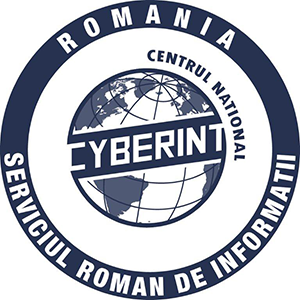 ROMANIA
CENTRUL NATIONAL
CYBERINT
SERVICIUL ROMAN DE INFORMATII